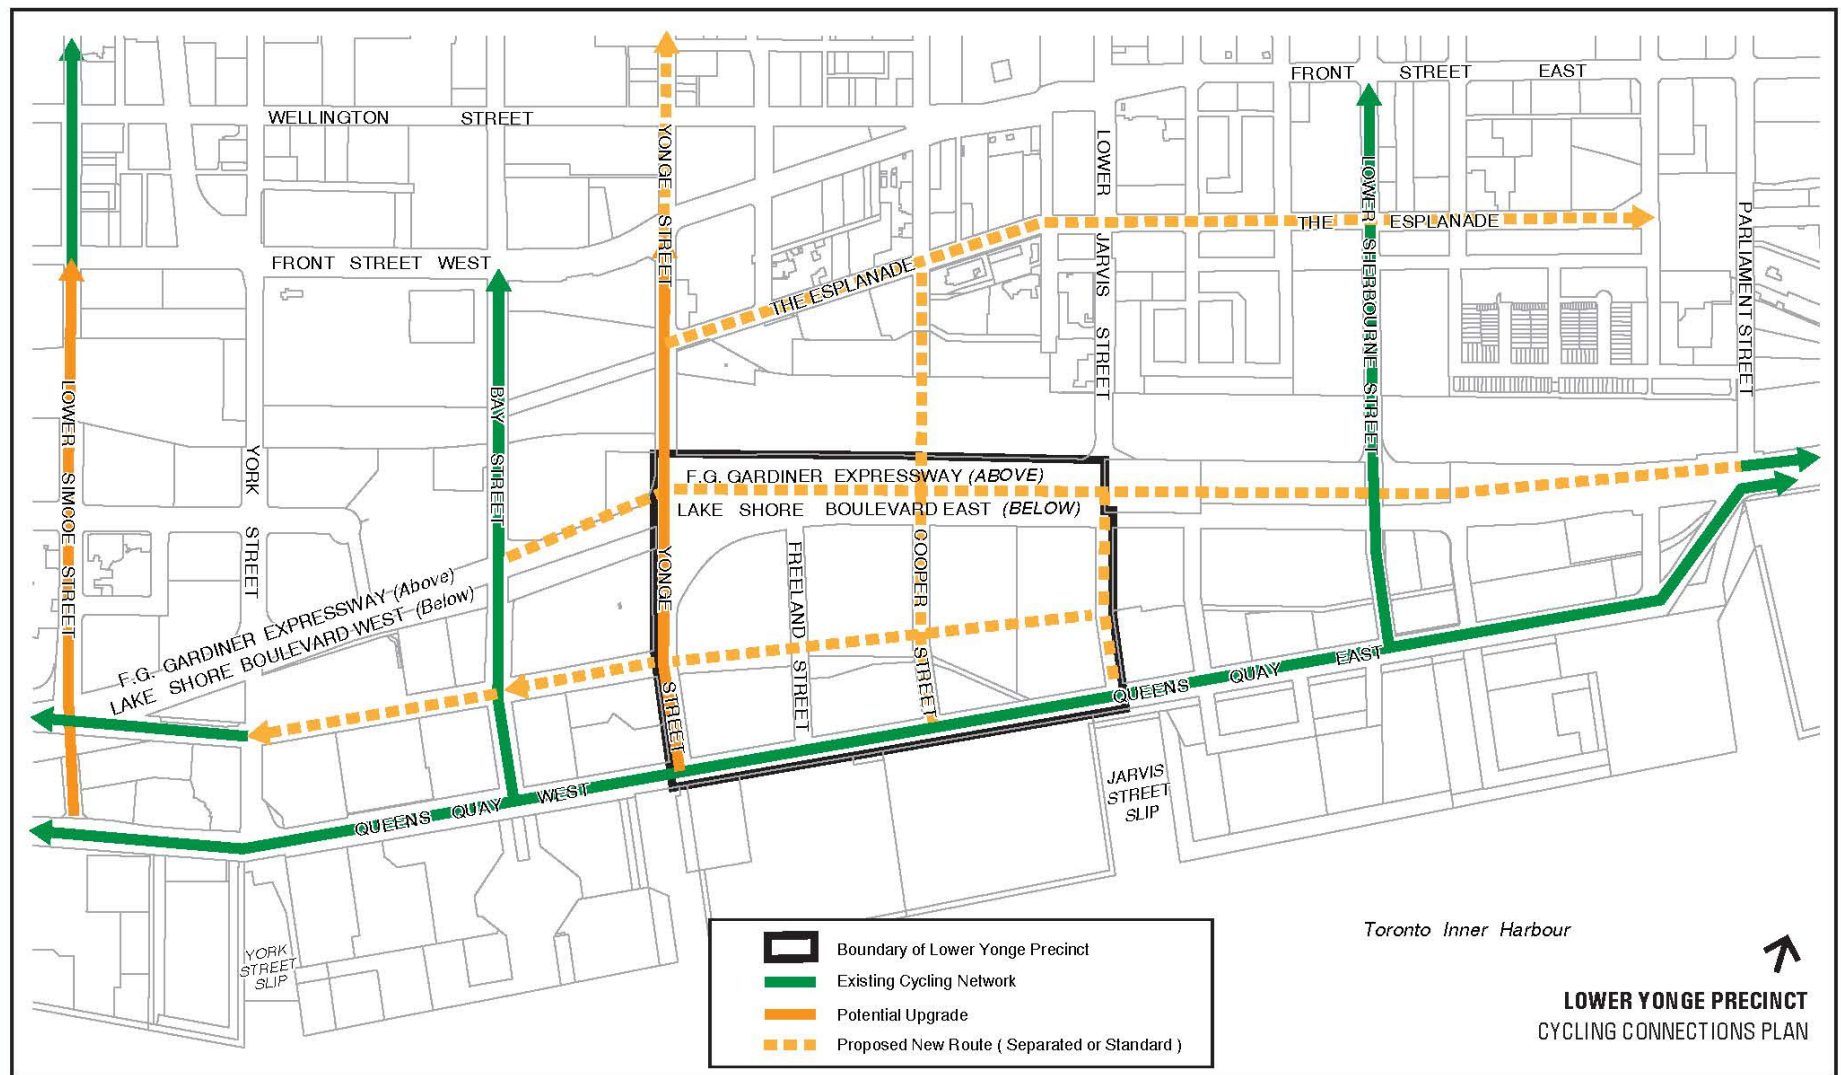 FRONT STREET EAST
WELLINGTON STREET
YONGE STREET
LOWER JARVIS STREET
LOWER SHERBOURNE STREET
THE ESPLANADE
PARLIAMENT STREET
FRONT STREET WEST
THE ESPLANADE
LOWER SIMCOE STREET
BAY STREET
YORK STREET
F.G. GARDINER EXPRESSWAY (ABOVE)
LAKE SHORE BOULEVARD EAST (BELOW)
YONGE STREET
FREELAND STREET
COOPER STREET
F.G. GARDINER EXPRESSWAY (Above)
LAKE SHORE BOULEVARD WEST (Below)
QUEENS QUAY EAST
QUEENS QUAY WEST
JARVIS
STREET
SLIP
YORK
STREET
SLIP
Boundary of Lower Yonge Precinct
Existing Cycling Network
Potential Upgrade
Proposed New Route ( Separated or Standard )
Toronto Inner Harbour
LOWER YONGE PRECINCT
CYCLING CONNECTIONS PLAN